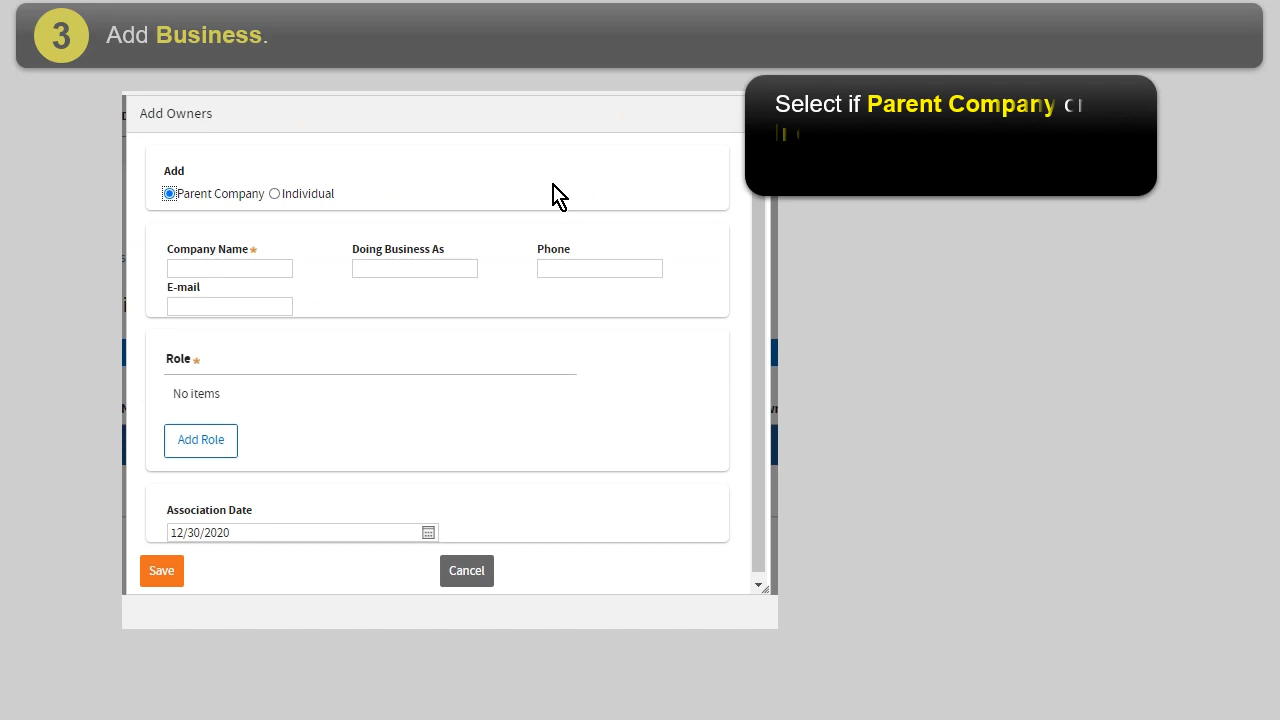 3 Add Business.
Select if Parent Company or
Add Owners
Add
Parent Company Individual
Company Name* Doing Business As Phone
E-mail
Role *
No items
Add Role
Association Date
12/30/2020
Save Cancel